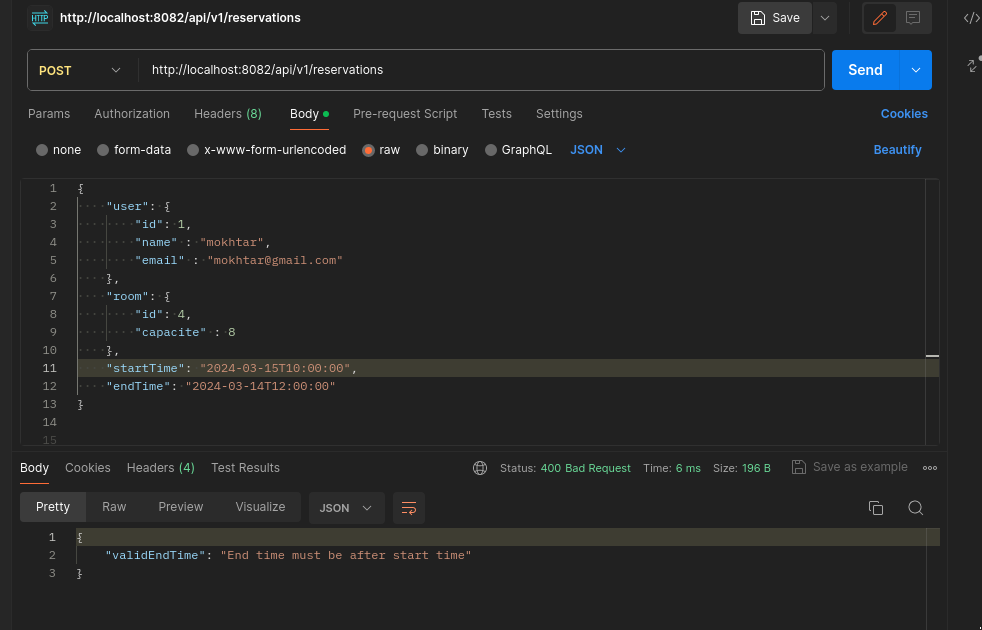 HTTP http://localhost:8082/api/v1/reservations Save </>
POST http://localhost:8082/api/v1/reservations Send
Params Authorization Headers (8) Body Pre-request Script Tests Settings Cookies
none form-data x-www-form-urlencoded raw binary GraphQL JSON Beautify
1 {
2 "user": {
3 "id": 1,
4 "name" : "mokhtar",
5 "email" : "mokhtar@gmail.com"
6 },
7 "room": {
8 "id": 4,
9 "capacite" : 8
10 },
11 "startTime": "2024-03-15T10:00:00",
12 "endTime": "2024-03-14T12:00:00"
13 }
14
15
Body Cookies Headers (4) Test Results Status: 400 Bad Request Time: 6 ms Size: 196 B Save as example
Pretty Raw Preview Visualize JSON
1 {
2 "validEndTime": "End time must be after start time"
3 }